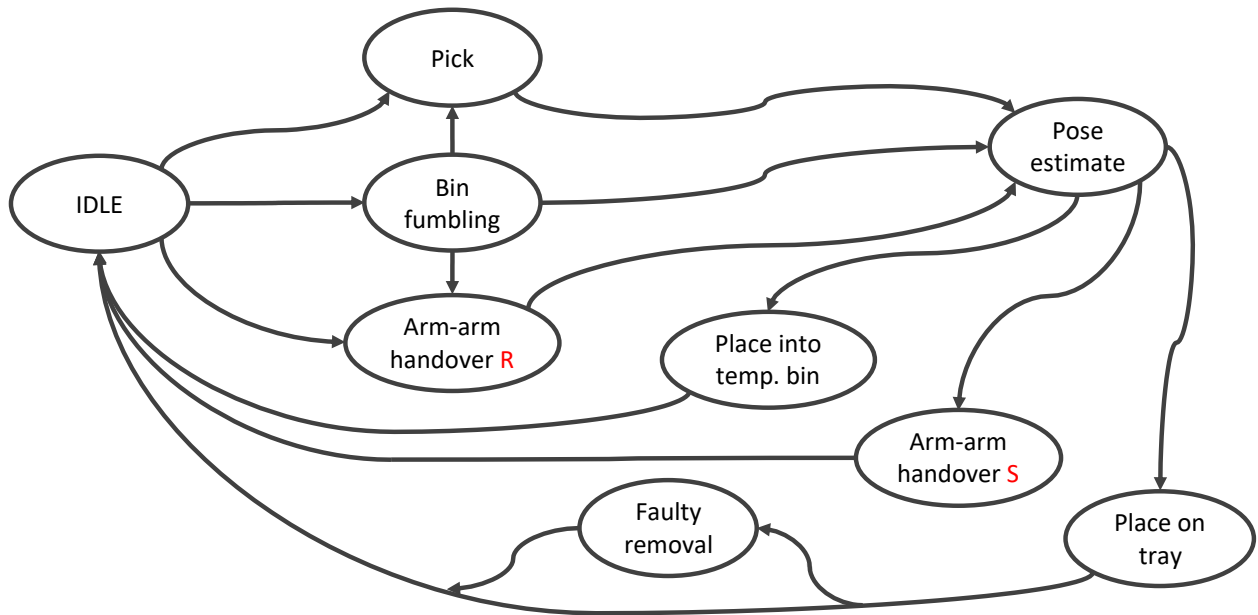 Pick
Pose
estimate
IDLE
Bin
fumbling
Arm-arm
handover R
Place into
temp. bin
Arm-arm
handover S
Faulty
removal
Place on
tray